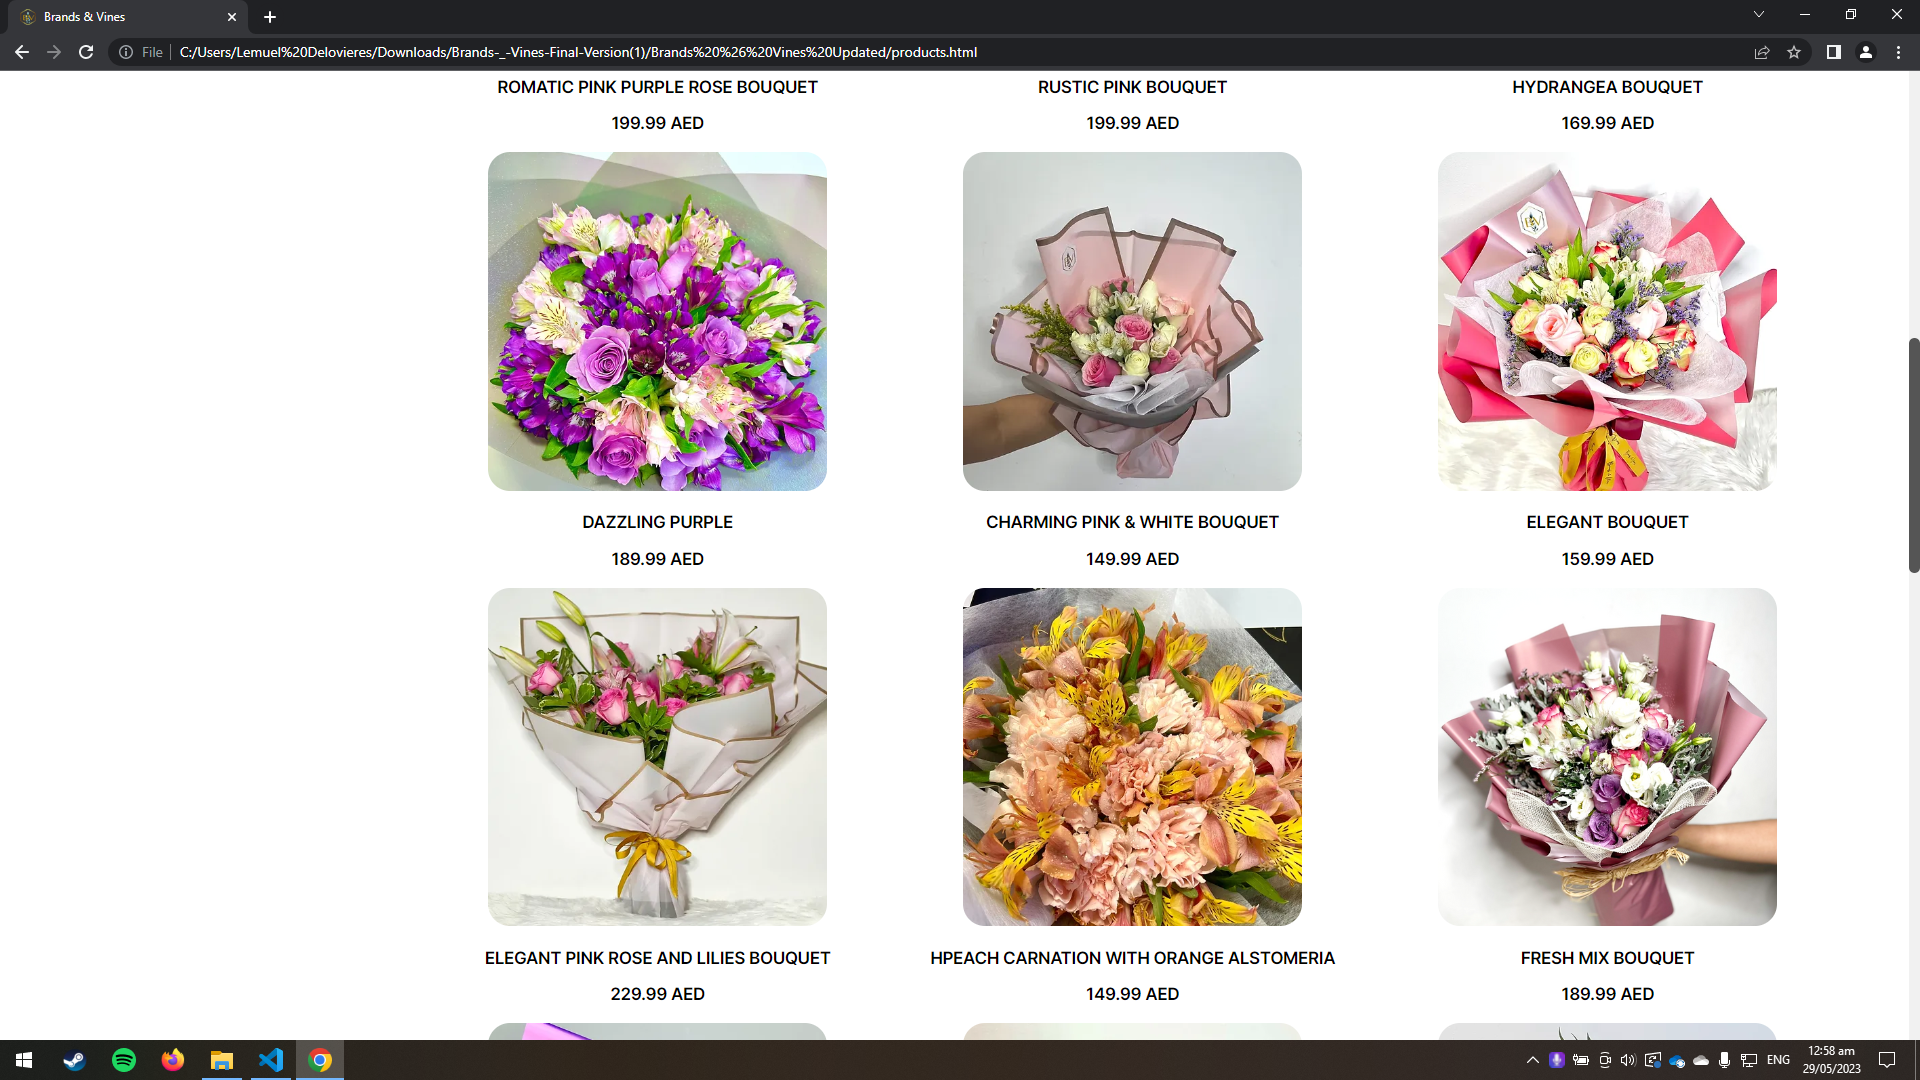 Brands & Vines
File
C:/Users/Lemuel%20Delovieres/Downloads/Brands-_-Vines-Final-Version(1)/Brands%20%26%20Vines%20Updated/products.html
ROMATIC PINK PURPLE ROSE BOUQUET
199.99 AED
RUSTIC PINK BOUQUET
199.99 AED
HYDRANGEA BOUQUET
169.99 AED
DAZZLING PURPLE
189.99 AED
CHARMING PINK & WHITE BOUQUET
149.99 AED
ELEGANT BOUQUET
159.99 AED
ELEGANT PINK ROSE AND LILIES BOUQUET
229.99 AED
HPEACH CARNATION WITH ORANGE ALSTOMERIA
149.99 AED
FRESH MIX BOUQUET
189.99 AED
ENG
12:58 am
29/05/2023